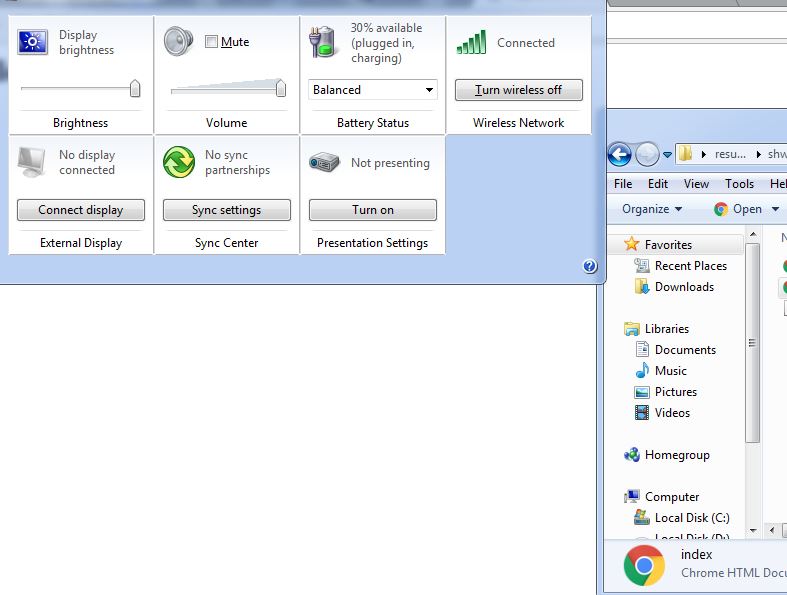 Display
brightness
Brightness
Mute
Volume
30% available
(plugged in,
charging)
Balanced
Battery Status
Connected
Turn wireless off
Wireless Network
No display
connected
Connect display
External Display
No sync
partnerships
Sync settings
Sync Center
Not presenting
Turn on
Presentation Settings
resu... shw
File Edit View Tools Hel
Organize Open
Favorites
Recent Places
Downloads
Libraries
Documents
Music
Pictures
Videos
Homegroup
Computer
Local Disk (C:)
Local Disk (D:)
index
Chrome HTML Docu